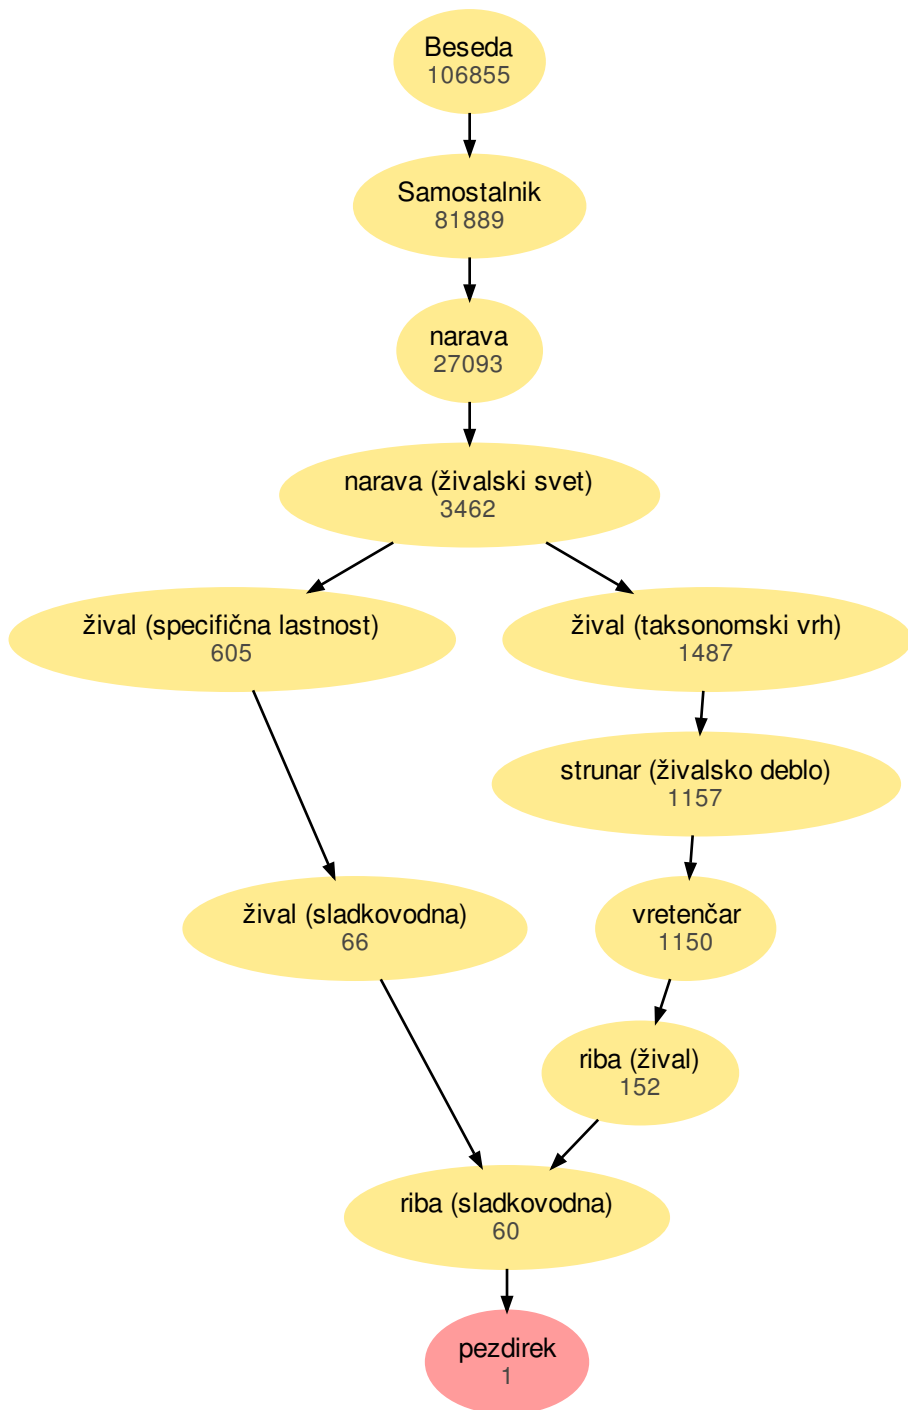 Beseda
106855
Samostalnik
81889
narava
27093
narava (živalski svet)
3462
žival (specifična lastnost)
605
žival (taksonomski vrh)
1487
strunar (živalsko deblo)
1157
žival (sladkovodna)
66
vretenčar
1150
riba (žival)
152
riba (sladkovodna)
60
pezdirek
1